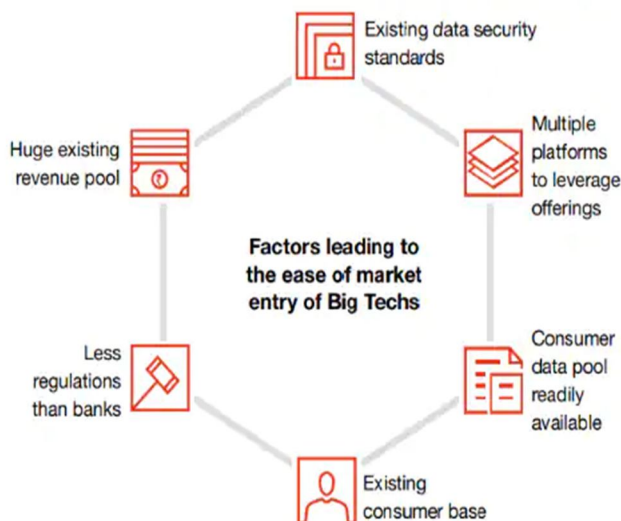 Existing data security
standards
Multiple
platforms
to leverage
offerings
Huge existing
revenue pool
Factors leading to
the ease of market
entry of Big Techs
Consumer
data pool
readily
available
Less
regulations
than banks
Existing
consumer base